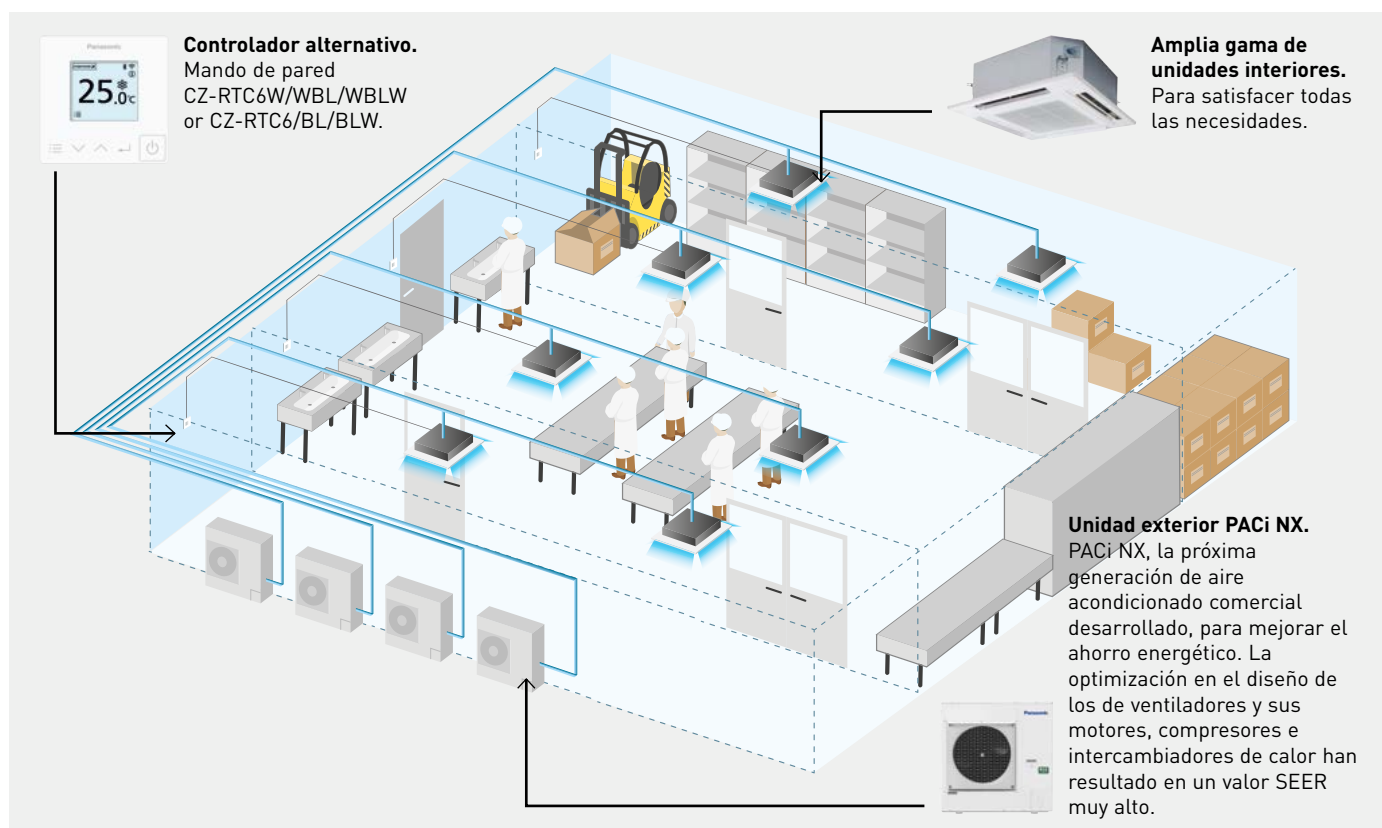 Panasonic
25.0°C
Controlador alternativo.
Mando de pared
CZ-RTC6W/WBL/WBLW
or CZ-RTC6/BL/BLW.
Amplia gama de
unidades interiores.
Para satisfacer todas
las necesidades.
Unidad exterior PACi NX.
PACi NX, la próxima
generación de aire
acondicionado comercial
desarrollado, para mejorar el
ahorro energético. La
optimización en el diseño de
los de ventiladores y sus
motores, compresores e
intercambiadores de calor han
resultado en un valor SEER
muy alto.
Panasonic